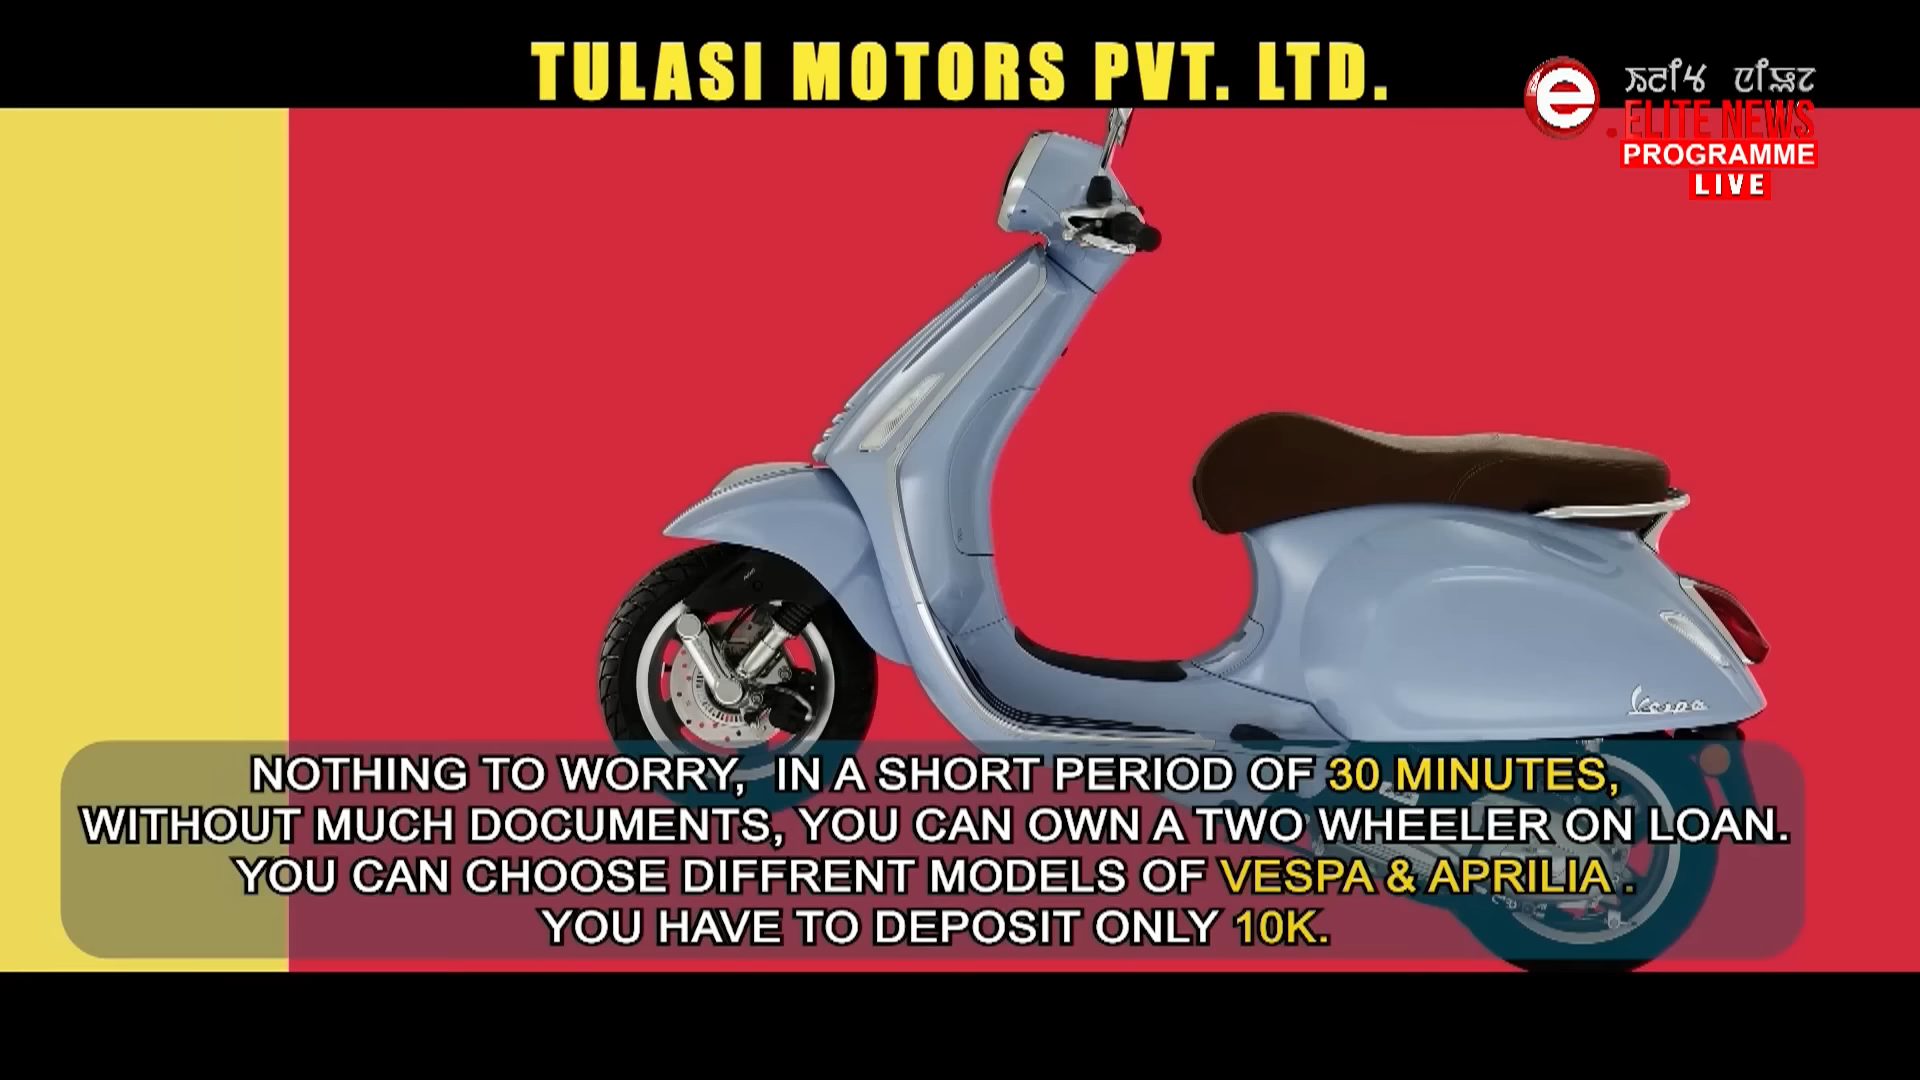 TULASI MOTORS PVT. LTD.
ELITE NEWS
PROGRAMME
LIVE
Vespa
NOTHING TO WORRY, IN A SHORT PERIOD OF 30 MINUTES,
WITHOUT MUCH DOCUMENTS, YOU CAN OWN A TWO WHEELER ON LOAN.
YOU CAN CHOOSE DIFFRENT MODELS OF VESPA & APRILIA .
YOU HAVE TO DEPOSIT ONLY 10K.